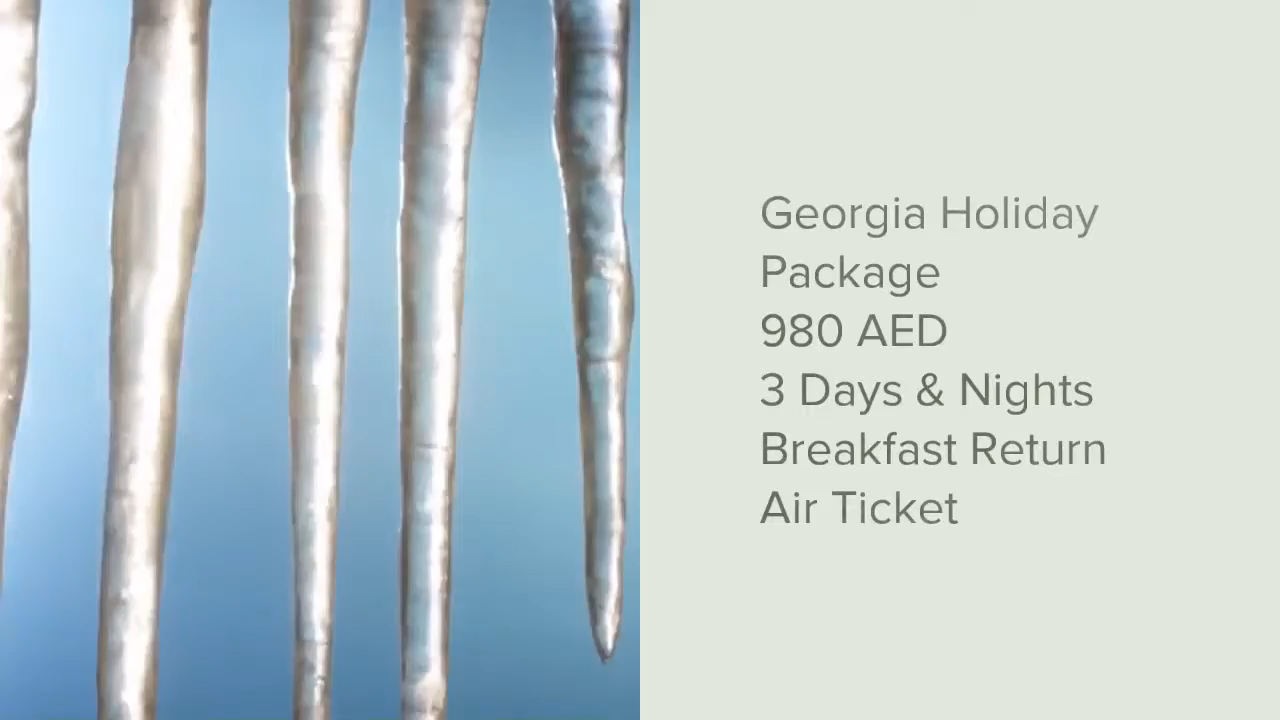 Georgia Holiday
Package
980 AED
3 Days & Nights
Breakfast Return
Air Ticket